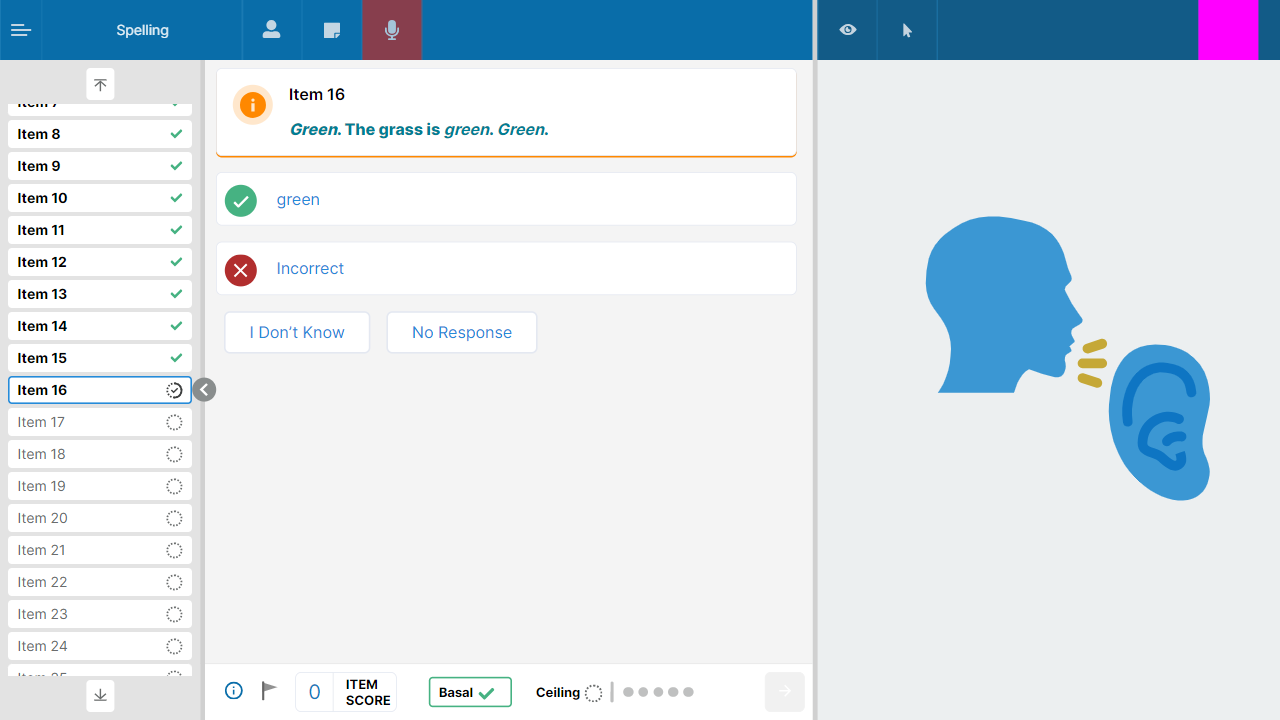 Spelling
Item 7
Item 8
Item 9
Item 10
Item 11
Item 12
Item 13
Item 14
Item 15
Item 16
Item 17
Item 18
Item 19
Item 20
Item 21
Item 22
Item 23
Item 24
Item 25
Item 16
Green. The grass is green. Green.
green
Incorrect
I Don’t Know
No Response
0
ITEM
SCORE
Basal
Ceiling